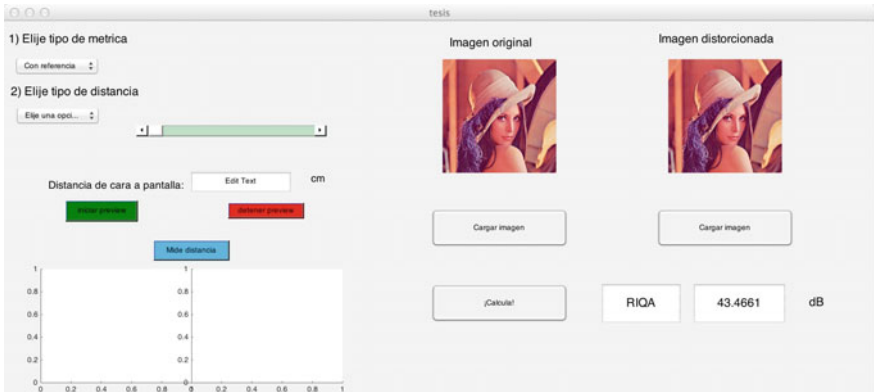 tesis
1) Elije tipo de metrica
Con referencia
2) Elije tipo de distancia
Elije una opci...
Distancia de cara a pantalla:
Edit Text
cm
iniciar preview
detener preview
Mide distancia
1
0.8
0.6
0.4
0.2
0
0 0.2 0.4 0.6 0.8
1
0.8
0.6
0.4
0.2
0
0 0.2 0.4 0.6 0.8 1
Imagen original
Imagen distorcionada
Cargar imagen
Cargar imagen
¡Calcula!
RIQA
43.4661
dB